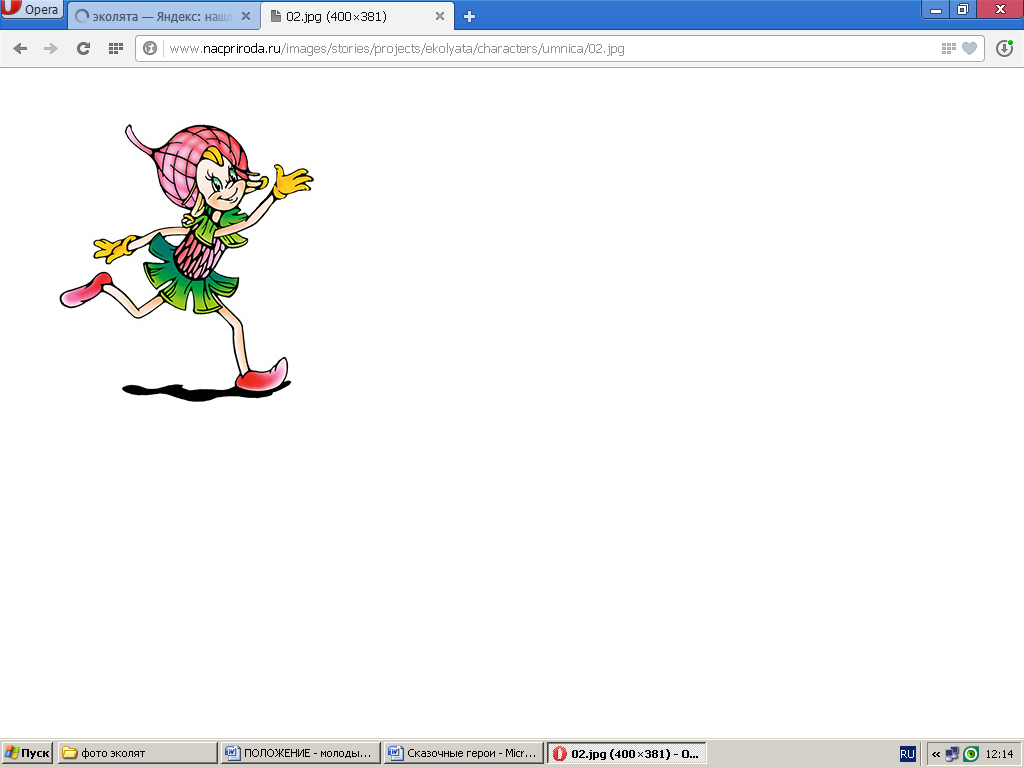 Opera
эколята — Яндекс: наш
02.jpg (400×381)
www.nacpriroda.ru/images/stories/projects/ekolyata/characters/umnica/02.jpg
Пуск
фото эколят
ПОЛОЖЕНИЕ - молоды...
Сказочные герои - Micr...
02.jpg (400×381) - O...
RU
12:14